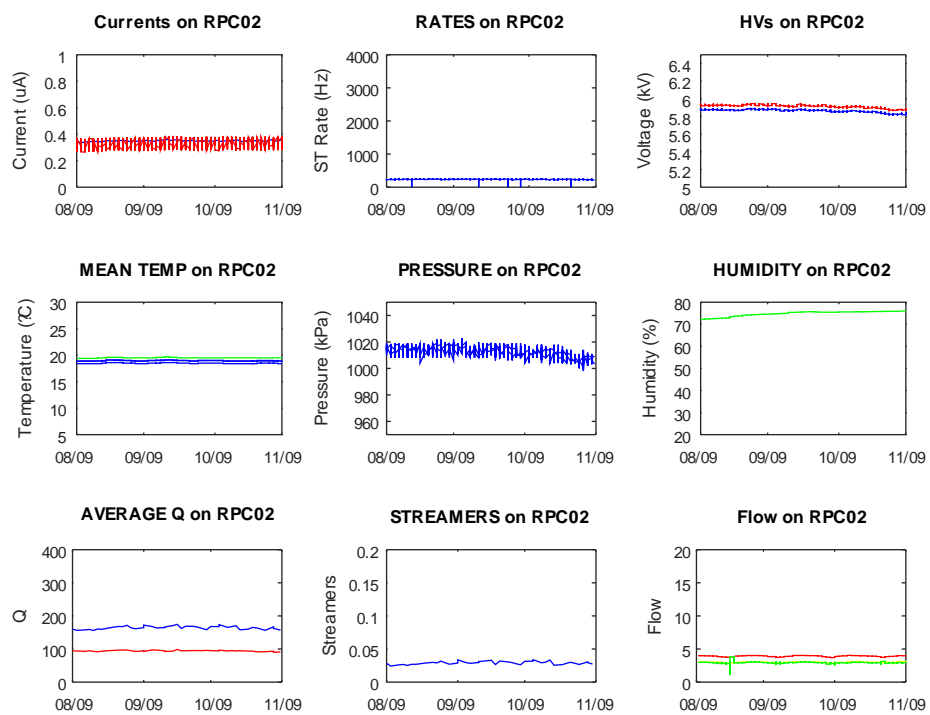 Currents on RPC02
Current (uA)
1
0.8
0.6
0.4
0.2
0
08/09 09/09 10/09 11/09
RATES on RPC02
ST Rate (Hz)
4000
3000
2000
1000
0
08/09 09/09 10/09 11/09
HVs on RPC02
Voltage (kV)
6.4
6.2
6
5.8
5.6
5.4
5.2
5
08/09 09/09 10/09 11/09
MEAN TEMP on RPC02
Temperature (?C)
30
25
20
15
10
5
08/09 09/09 10/09 11/09
PRESSURE on RPC02
Pressure (kPa)
1040
1020
1000
980
960
08/09 09/09 10/09 11/09
HUMIDITY on RPC02
Humidity (%)
80
70
60
50
40
30
20
08/09 09/09 10/09 11/09
AVERAGE Q on RPC02
Q
400
300
200
100
0
08/09 09/09 10/09 11/09
STREAMERS on RPC02
Streamers
0.2
0.15
0.1
0.05
0
08/09 09/09 10/09 11/09
Flow on RPC02
Flow
20
15
10
5
0
08/09 09/09 10/09 11/09